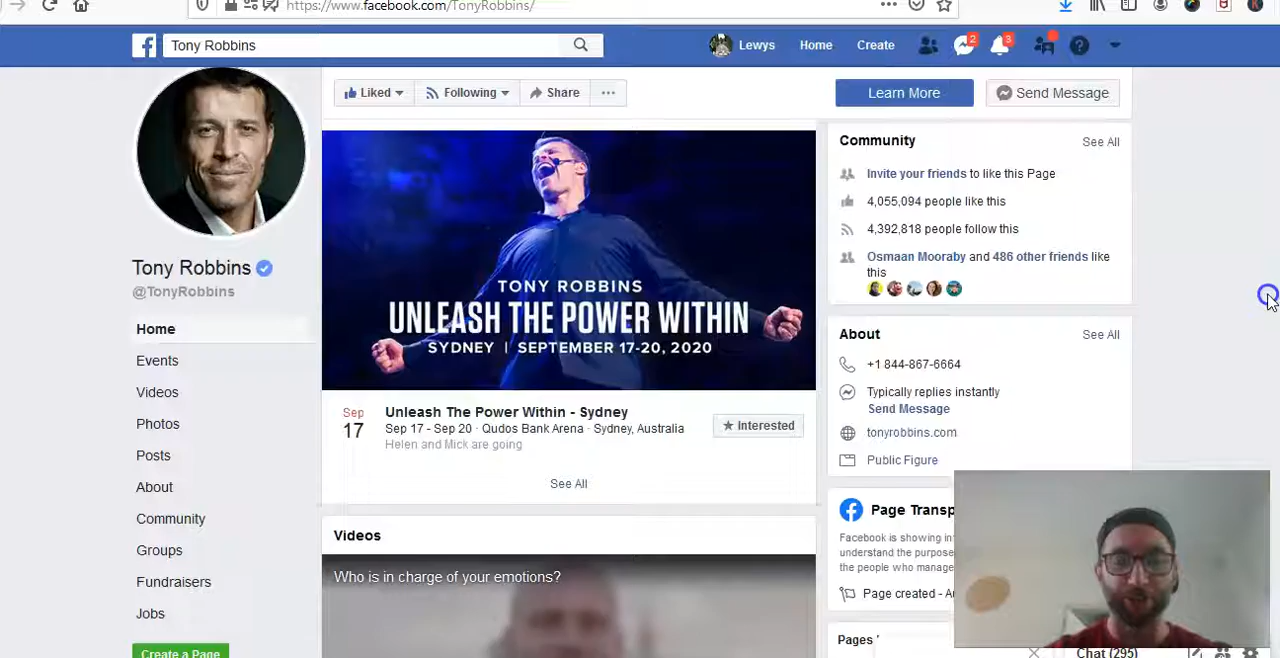 https://www.facebook.com/TonyRobbins/
Tony Robbins
Lewys
Home
Create
2
3
Liked
Following
Share
Learn More
Send Message
TONY ROBBINS
UNLEASH THE POWER WITHIN
SYDNEY | SEPTEMBER 17-20, 2020
Sep
17
Unleash The Power Within - Sydney
Sep 17 - Sep 20 · Qudos Bank Arena · Sydney, Australia
Helen and Mick are going
Interested
See All
Videos
Who is in charge of your emotions?
Tony Robbins
@TonyRobbins
Home
Events
Videos
Photos
Posts
About
Community
Groups
Fundraisers
Jobs
Create a Page
Community
See All
Invite your friends to like this Page
4,055,094 people like this
4,392,818 people follow this
Osmaan Mooraby and 486 other friends like
this
About
See All
+1 844-867-6664
Typically replies instantly
Send Message
tonyrobbins.com
Public Figure
Page Transp
Facebook is showing in
understand the purpose
the people who manage
Page created - A
Pages
Chat (295)